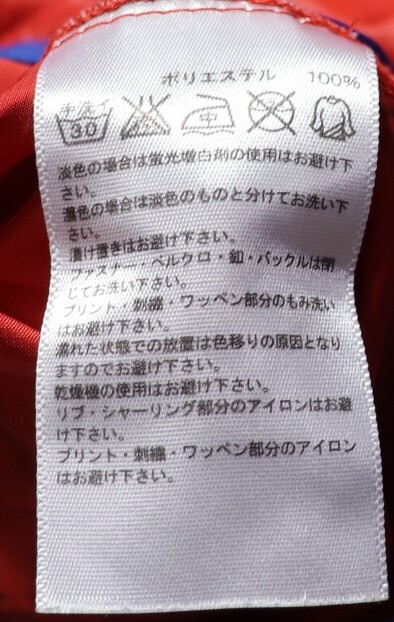 ポリエステル 100%
手洗イ
30 中
淡色の場合は蛍光増白剤の使用はお避け下
さい。
濃色の場合は淡色のものと分けてお洗い下
さい。
漬け置きはお避け下さい。
ファスナー・ベルクロ・釦・バックルは閉
じてお洗い下さい。
プリント・刺繍・ワッペン部分のもみ洗い
はお避け下さい。
濡れた状態での放置は色移りの原因となり
ますのでお避け下さい。
乾燥機の使用はお避け下さい。
リブ・シャーリング部分のアイロンはお避
け下さい。
プリント・刺繍・ワッペン部分のアイロン
はお避け下さい。